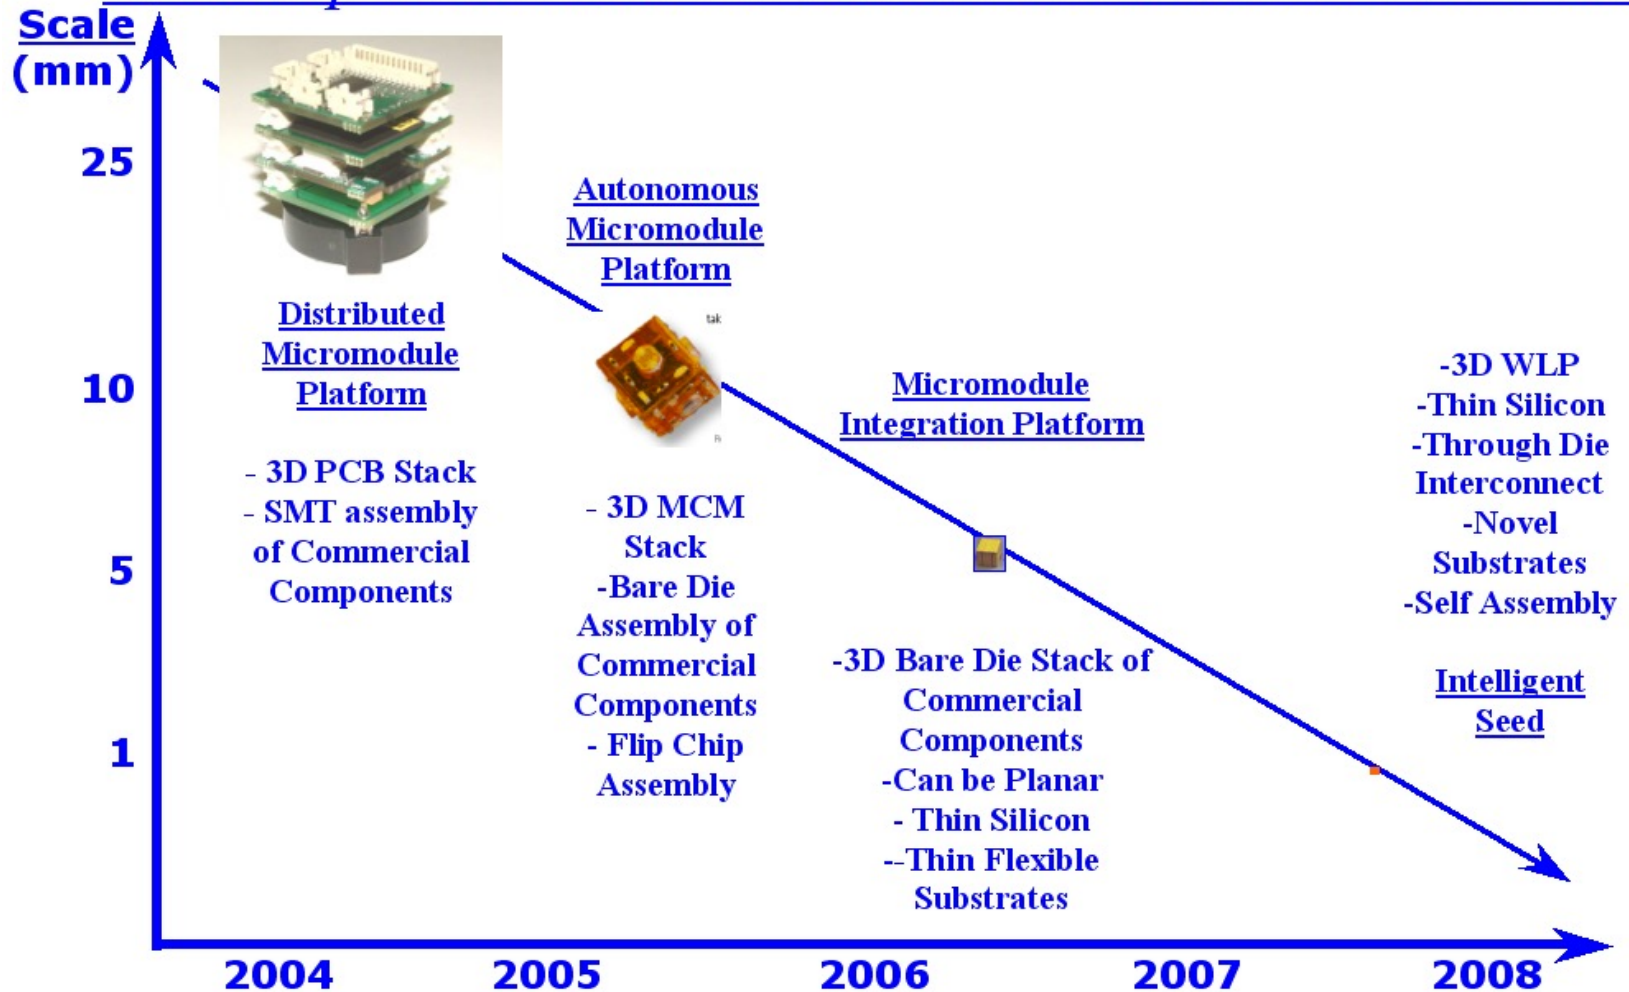 Scale
(mm)
25
10
5
1
Distributed
Micromodule
Platform
- 3D PCB Stack
- SMT assembly
of Commercial
Components
Autonomous
Micromodule
Platform
tak
- 3D MCM
Stack
-Bare Die
Assembly of
Commercial
Components
- Flip Chip
Assembly
Micromodule
Integration Platform
-3D Bare Die Stack of
Commercial
Components
-Can be Planar
- Thin Silicon
--Thin Flexible
Substrates
-3D WLP
-Thin Silicon
-Through Die
Interconnect
-Novel
Substrates
-Self Assembly
Intelligent
Seed
2004
2005
2006
2007
2008